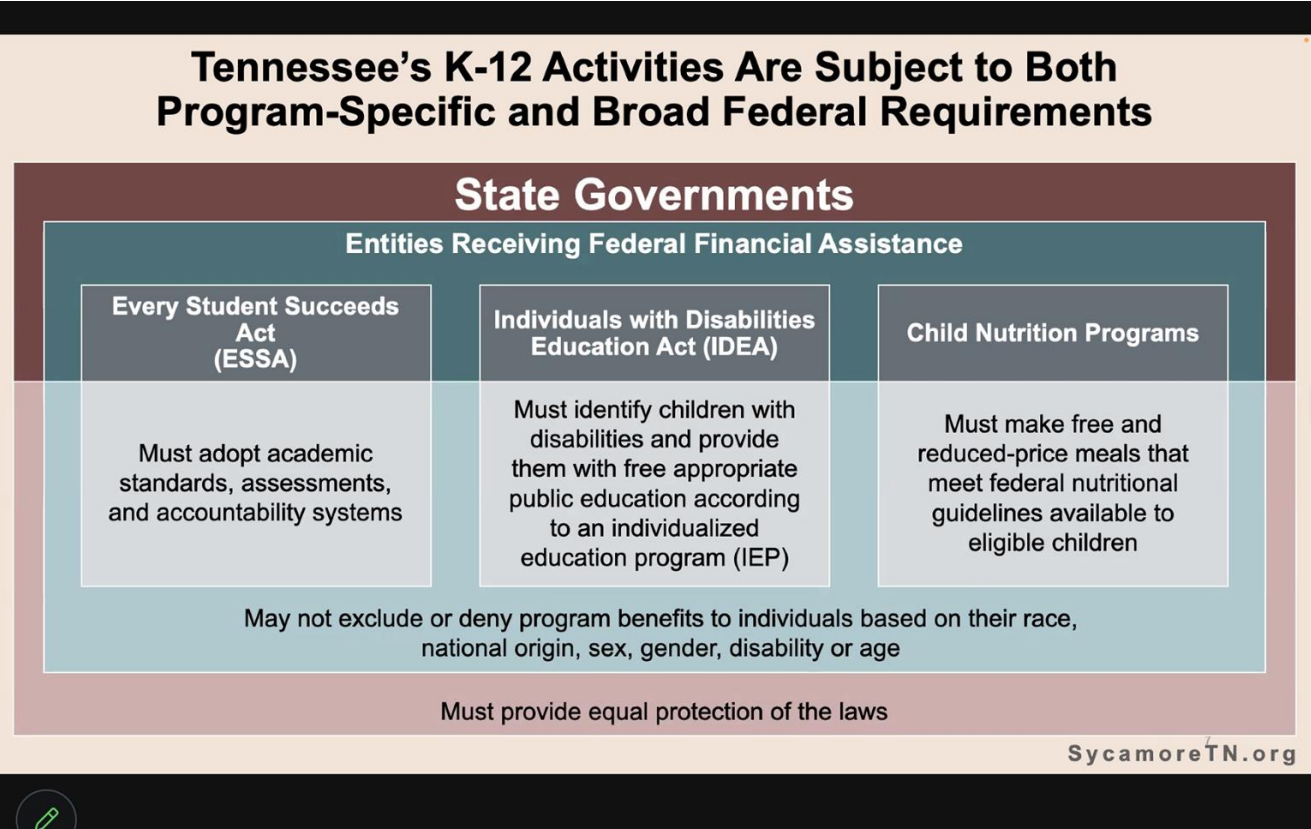 Tennessee's K-12 Activities Are Subject to Both
Program-Specific and Broad Federal Requirements
State Governments
Entities Receiving Federal Financial Assistance
Every Student Succeeds
Act
(ESSA)
Must adopt academic
standards, assessments,
and accountability systems
Individuals with Disabilities
Education Act (IDEA)
Must identify children with
disabilities and provide
them with free appropriate
public education according
to an individualized
education program (IEP)
Child Nutrition Programs
Must make free and
reduced-price meals that
meet federal nutritional
guidelines available to
eligible children
May not exclude or deny program benefits to individuals based on their race,
national origin, sex, gender, disability or age
Must provide equal protection of the laws
7
SycamoreTN.org